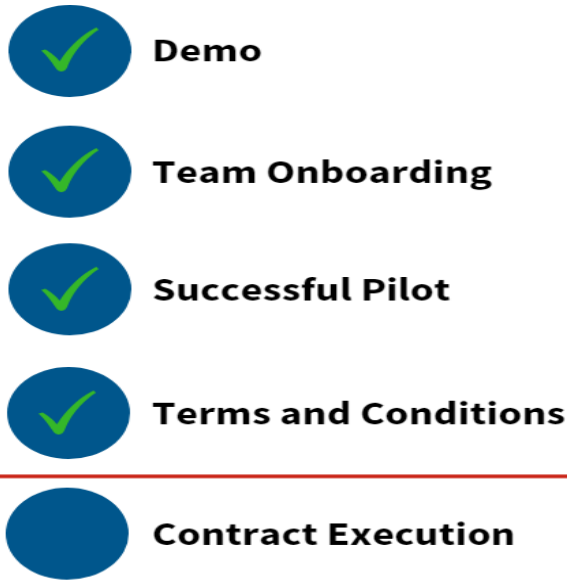 Demo
Team Onboarding
Successful Pilot
Terms and Conditions
Contract Execution